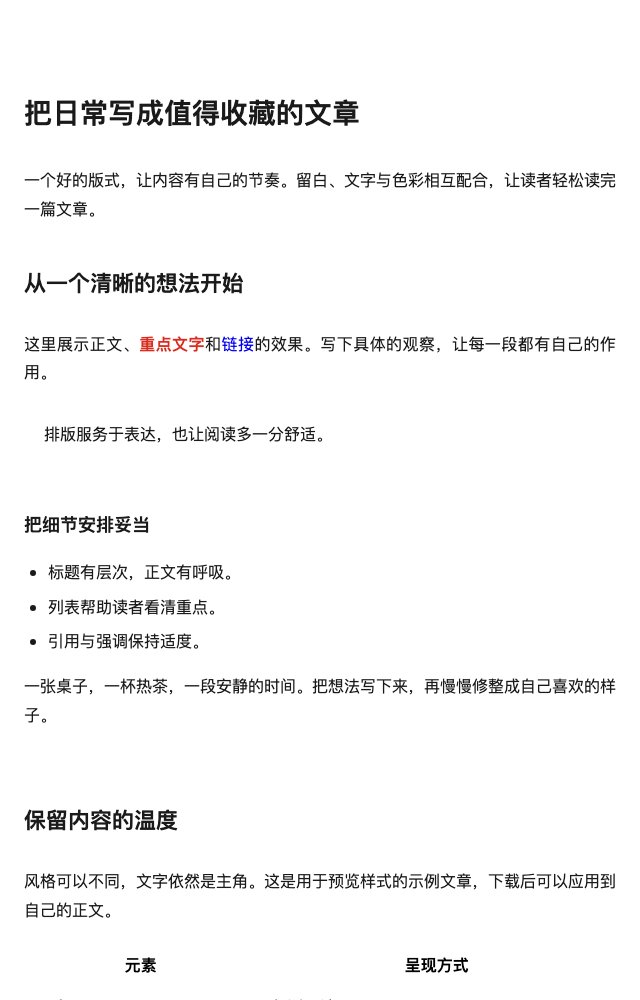 把日常写成值得收藏的文章
一个好的版式，让内容有自己的节奏。留白、文字与色彩相互配合，让读者轻松读完
一篇文章。
从一个清晰的想法开始
这里展示正文、重点文字和链接的效果。写下具体的观察，让每一段都有自己的作
用。
排版服务于表达，也让阅读多一分舒适。
把细节安排妥当
• 标题有层次，正文有呼吸。
• 列表帮助读者看清重点。
• 引用与强调保持适度。
一张桌子，一杯热茶，一段安静的时间。把想法写下来，再慢慢修整成自己喜欢的样
子。
保留内容的温度
风格可以不同，文字依然是主角。这是用于预览样式的示例文章，下载后可以应用到
自己的正文。
元素 呈现方式